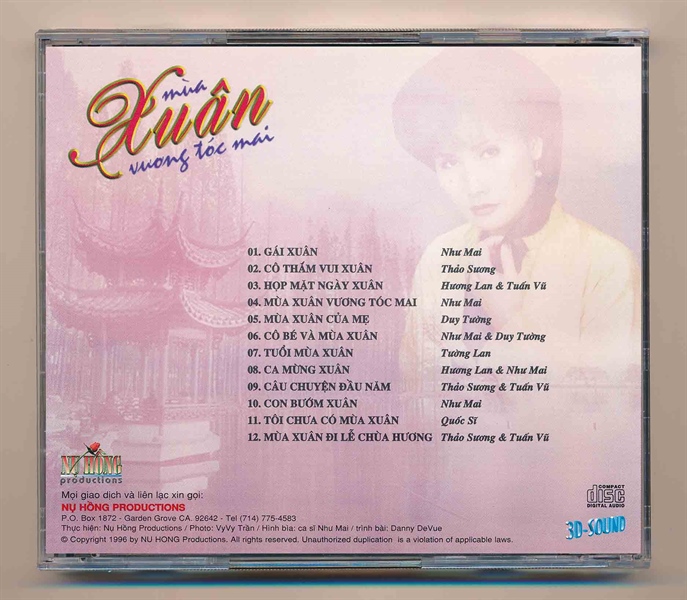 mùa
Xuân
vương tóc mai
01. GÁI XUÂN Như Mai
02. CÔ THẮM VUI XUÂN Thảo Sương
03. HỌP MẶT NGÀY XUÂN Hương Lan & Tuấn Vũ
04. MÙA XUÂN VƯƠNG TÓC MAI Như Mai
05. MÙA XUÂN CỦA MẸ Duy Tường
06. CÔ BÉ VÀ MÙA XUÂN Như Mai & Duy Tường
07. TUỔI MÙA XUÂN Tường Lan
08. CA MỪNG XUÂN Hương Lan & Như Mai
09. CÂU CHUYỆN ĐẦU NĂM Thảo Sương & Tuấn Vũ
10. CON BƯỚM XUÂN Như Mai
11. TÔI CHƯA CÓ MÙA XUÂN Quốc Sĩ
12. MÙA XUÂN ĐI LỄ CHÙA HƯƠNG Thảo Sương & Tuấn Vũ
NỤ HỒNG
productions
Mọi giao dịch và liên lạc xin gọi:
NỤ HỒNG PRODUCTIONS
P.O. Box 1872 - Garden Grove CA. 92642 - Tel (714) 775-4583
Thực hiện: Nụ Hồng Productions / Photo: VyVy Trần / Hình bìa: ca sĩ Như Mai / trình bài: Danny DeVue
© Copyright 1996 by NU HONG Productions. All rights reserved. Unauthorized duplication is a violation of applicable laws.
COMPACT
disc
DIGITAL AUDIO
3D-SOUND